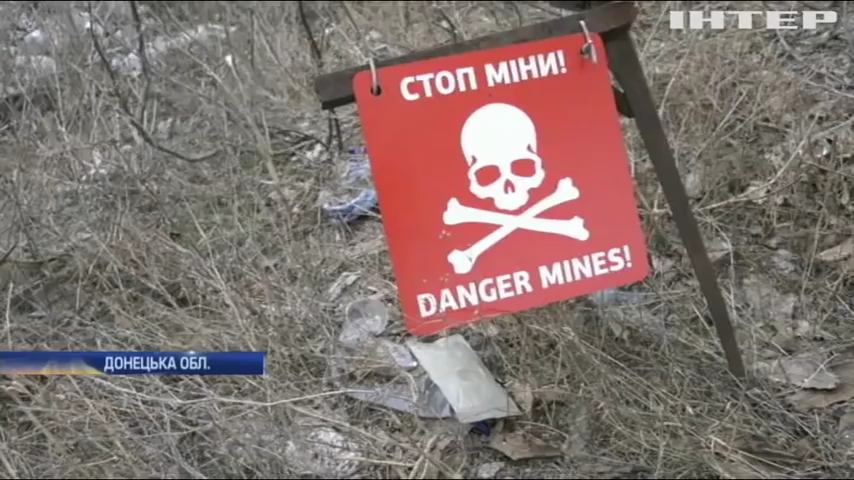 ІНТЕР
СТОП МІНИ!
DANGER MINES!
ДОНЕЦЬКА ОБЛ.